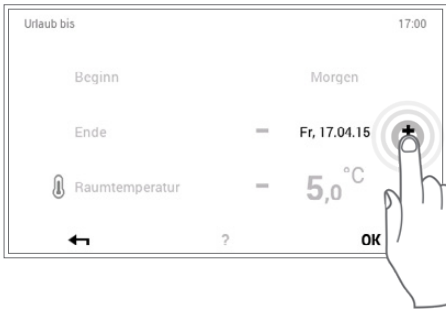 Urlaub bis 17:00
Beginn Morgen
Ende − Fr, 17.04.15 +
Raumtemperatur − 5,0°C
? OK